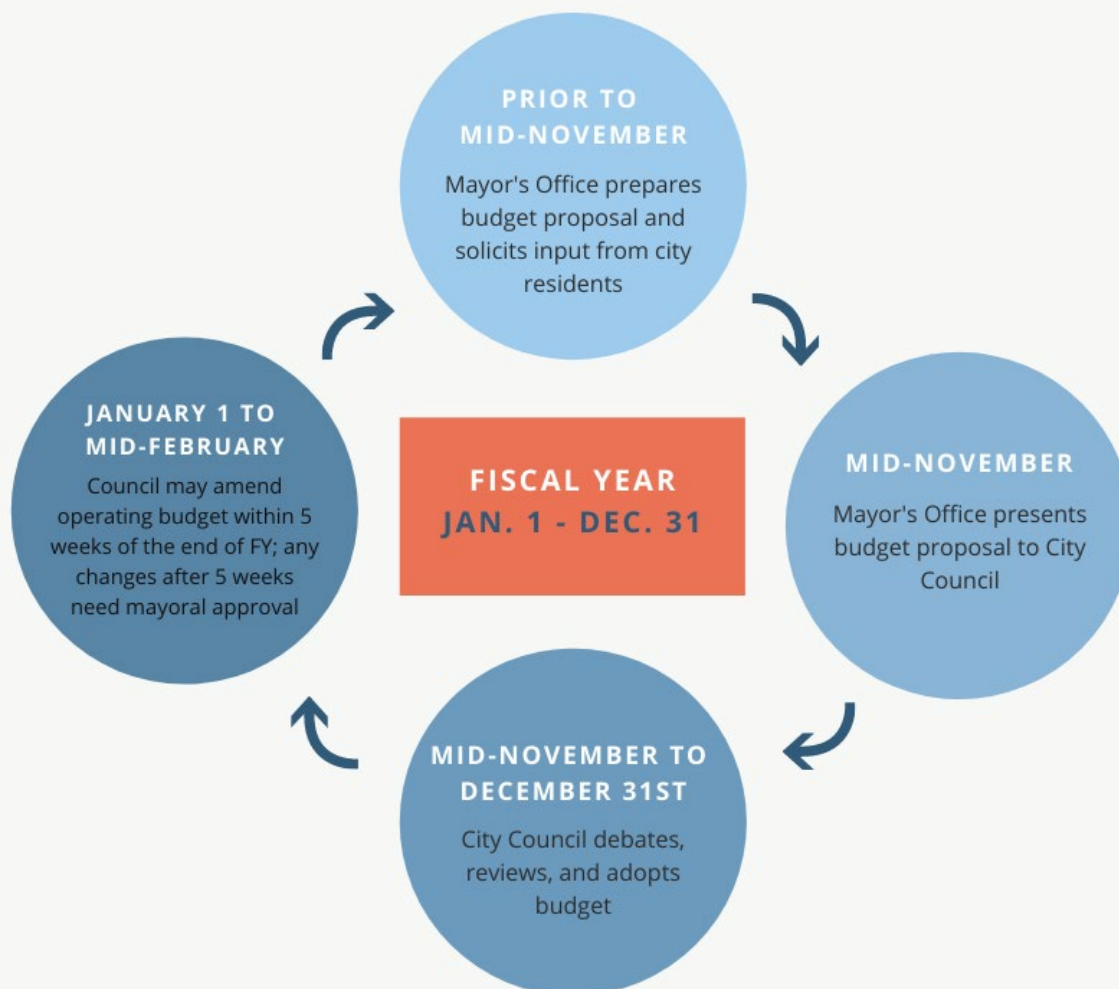 PRIOR TO
MID-NOVEMBER
Mayor's Office prepares
budget proposal and
solicits input from city
residents
MID-NOVEMBER
Mayor's Office presents
budget proposal to City
Council
MID-NOVEMBER TO
DECEMBER 31ST
City Council debates,
reviews, and adopts
budget
JANUARY 1 TO
MID-FEBRUARY
Council may amend
operating budget within 5
weeks of the end of FY; any
changes after 5 weeks
need mayoral approval
FISCAL YEAR
JAN. 1 - DEC. 31